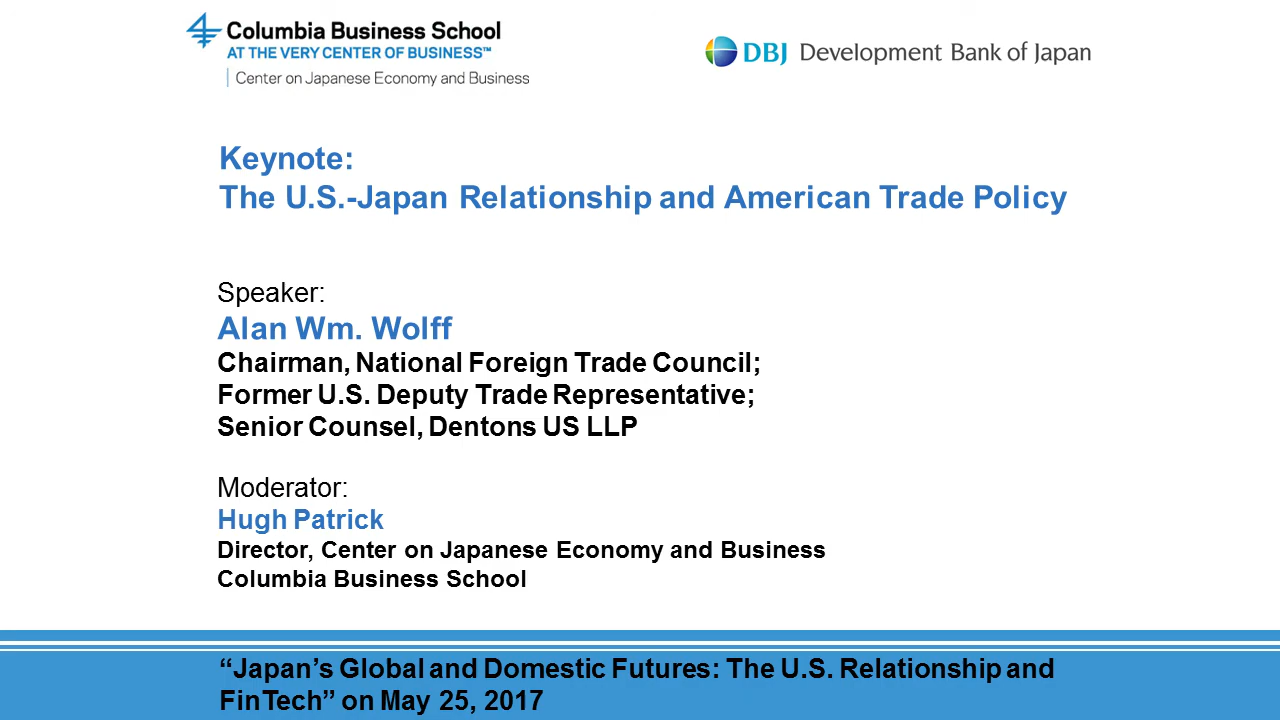 Columbia Business School
AT THE VERY CENTER OF BUSINESS™
Center on Japanese Economy and Business
DBJ Development Bank of Japan
Keynote:
The U.S.-Japan Relationship and American Trade Policy
Speaker:
Alan Wm. Wolff
Chairman, National Foreign Trade Council;
Former U.S. Deputy Trade Representative;
Senior Counsel, Dentons US LLP
Moderator:
Hugh Patrick
Director, Center on Japanese Economy and Business
Columbia Business School
“Japan’s Global and Domestic Futures: The U.S. Relationship and
FinTech” on May 25, 2017